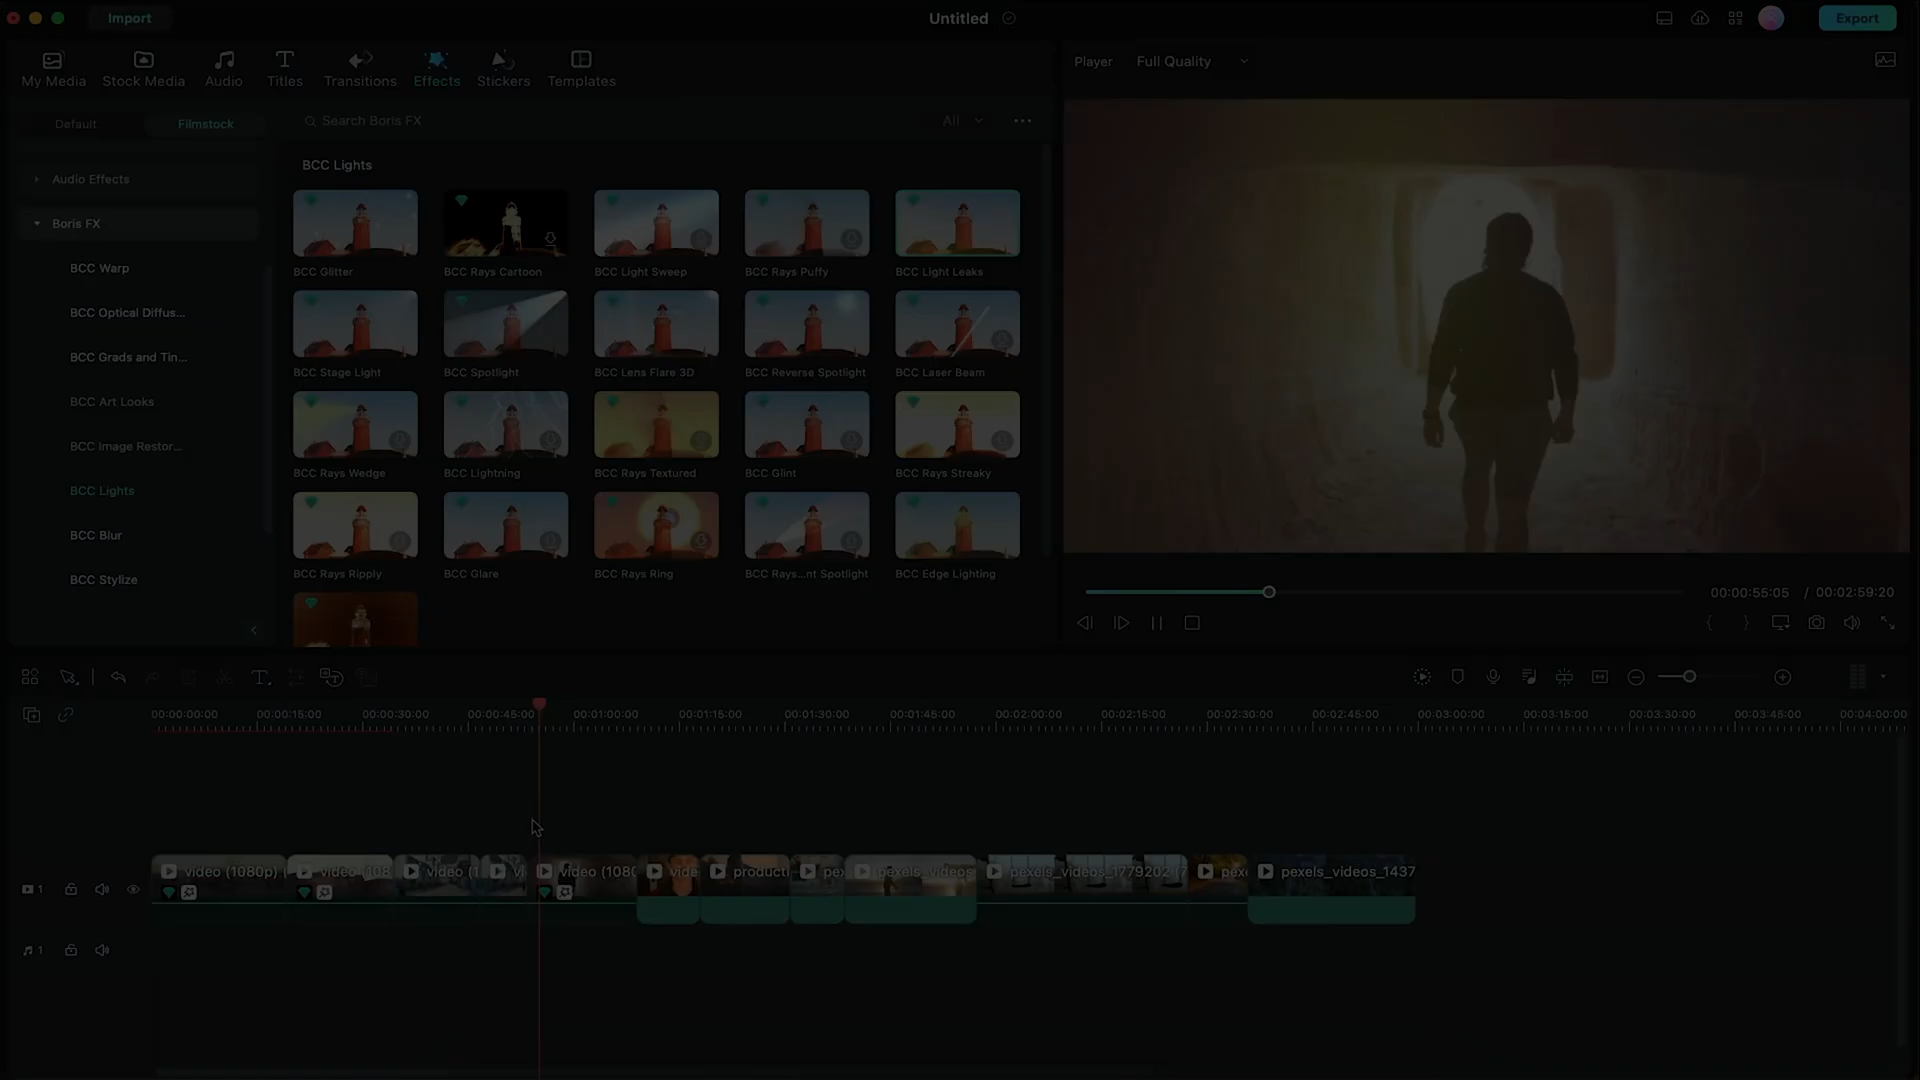 Import
Untitled
Export
My Media
Stock Media
Audio
Titles
Transitions
Effects
Stickers
Templates
Player
Full Quality
Default
Filmstock
Search Boris FX
All
Audio Effects
Boris FX
BCC Warp
BCC Optical Diffus...
BCC Grads and Tin...
BCC Art Looks
BCC Image Restor...
BCC Lights
BCC Blur
BCC Stylize
BCC Lights
BCC Glitter
BCC Rays Cartoon
BCC Light Sweep
BCC Rays Puffy
BCC Light Leaks
BCC Stage Light
BCC Spotlight
BCC Lens Flare 3D
BCC Reverse Spotlight
BCC Laser Beam
BCC Rays Wedge
BCC Lightning
BCC Rays Textured
BCC Glint
BCC Rays Streaky
BCC Rays Ripply
BCC Glare
BCC Rays Ring
BCC Rays...nt Spotlight
BCC Edge Lighting
00:00:55:05 / 00:02:59:20
00:00:00:00
00:00:15:00
00:00:30:00
00:00:45:00
00:01:00:00
00:01:15:00
00:01:30:00
00:01:45:00
00:02:00:00
00:02:15:00
00:02:30:00
00:02:45:00
00:03:00:00
00:03:15:00
00:03:30:00
00:03:45:00
00:04:00:00
1
video (1080p)
video (108
video (1
vi
video (108
vide
producti
pex
pexels_videos
pexels_videos_1779202 (7
pexe
pexels_videos_1437
1